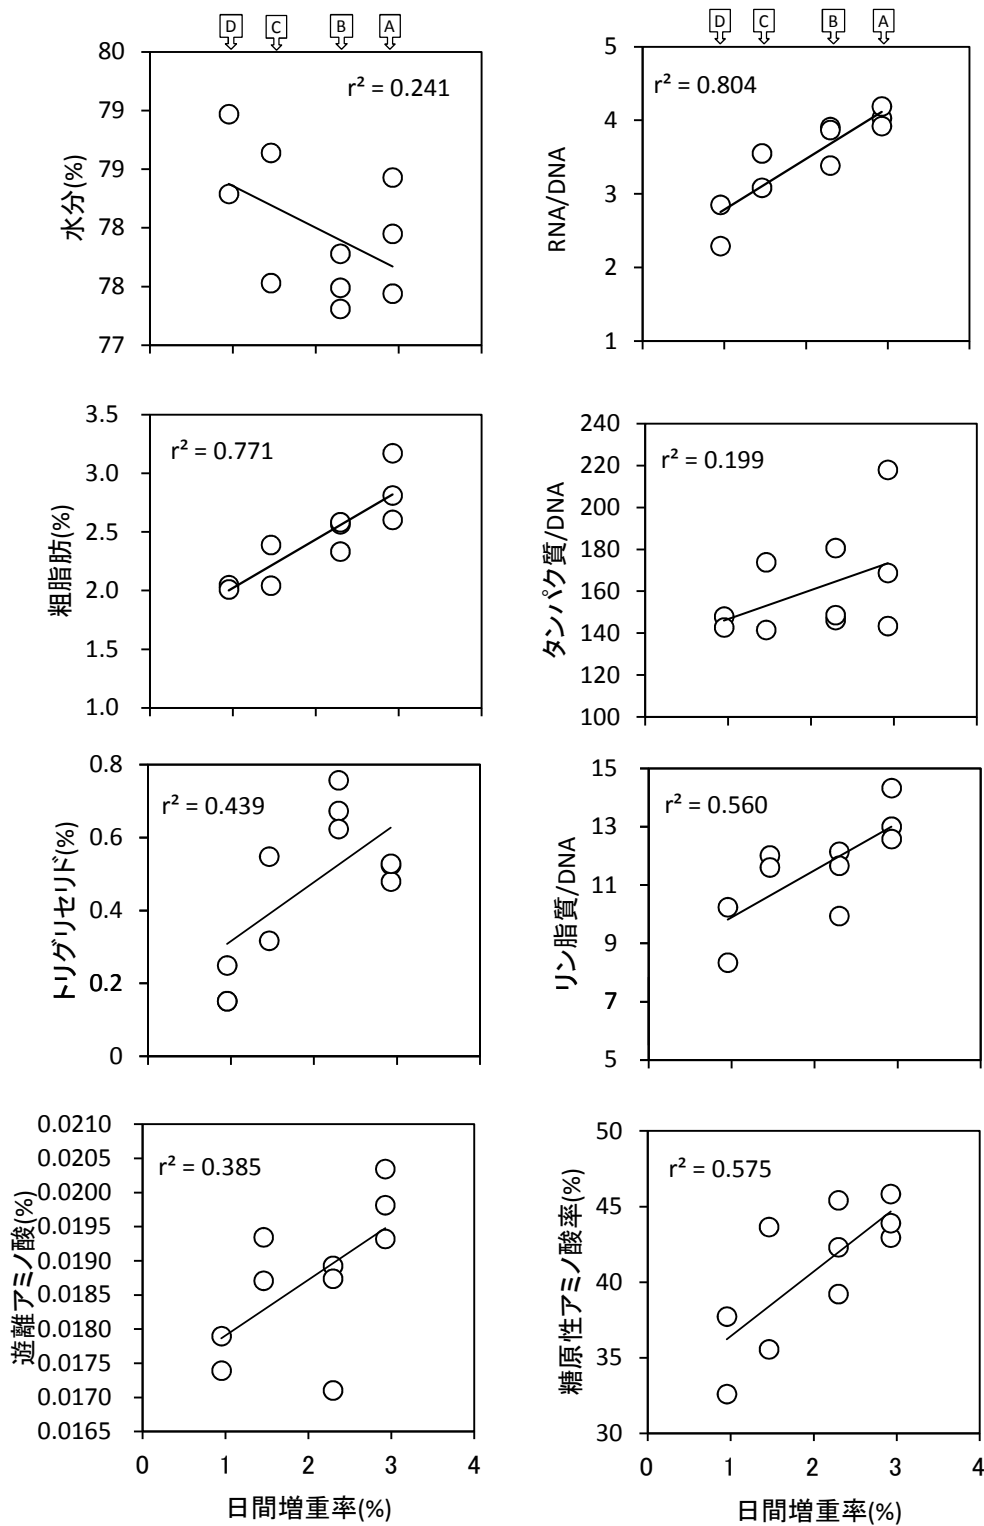 D C B A
80
79
79
78
78
77
水分(%)
r² = 0.241
D C B A
5
4
3
2
1
RNA/DNA
r² = 0.804
3.5
3.0
2.5
2.0
1.5
1.0
粗脂肪(%)
r² = 0.771
240
220
200
180
160
140
120
100
タンパク質/DNA
r² = 0.199
0.8
0.6
0.4
0.2
0
トリグリセリド(%)
r² = 0.439
15
13
11
9
7
5
リン脂質/DNA
r² = 0.560
0.0210
0.0205
0.0200
0.0195
0.0190
0.0185
0.0180
0.0175
0.0170
0.0165
遊離アミノ酸(%)
r² = 0.385
0 1 2 3 4
日間増重率(%)
50
45
40
35
30
糖原性アミノ酸率(%)
r² = 0.575
0 1 2 3 4
日間増重率(%)